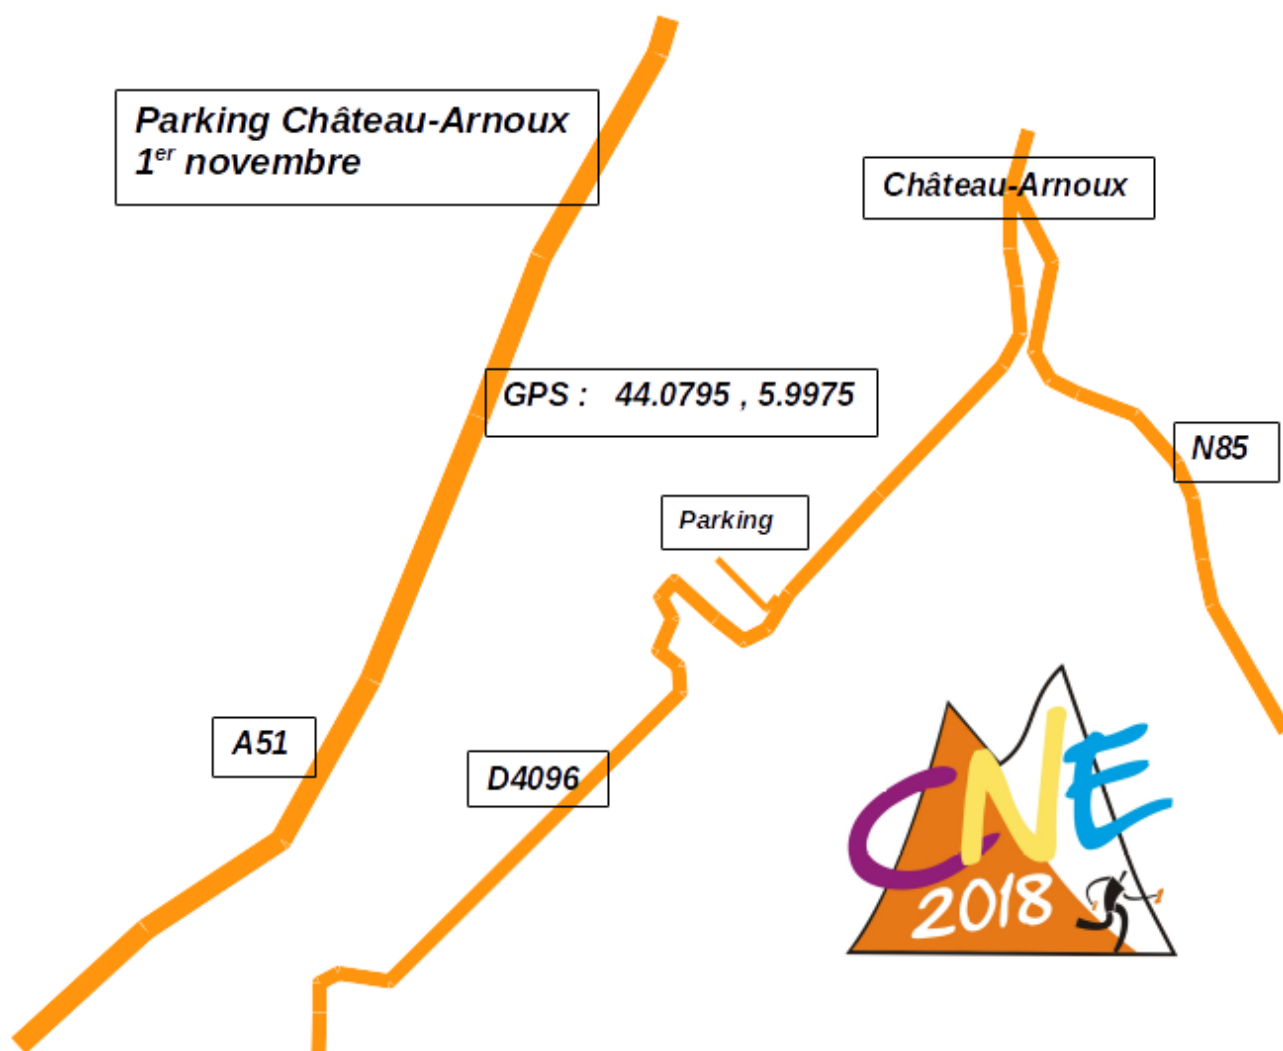 Parking Château-Arnoux
1er novembre
Château-Arnoux
GPS : 44.0795 , 5.9975
N85
Parking
A51
D4096
CNE
2018